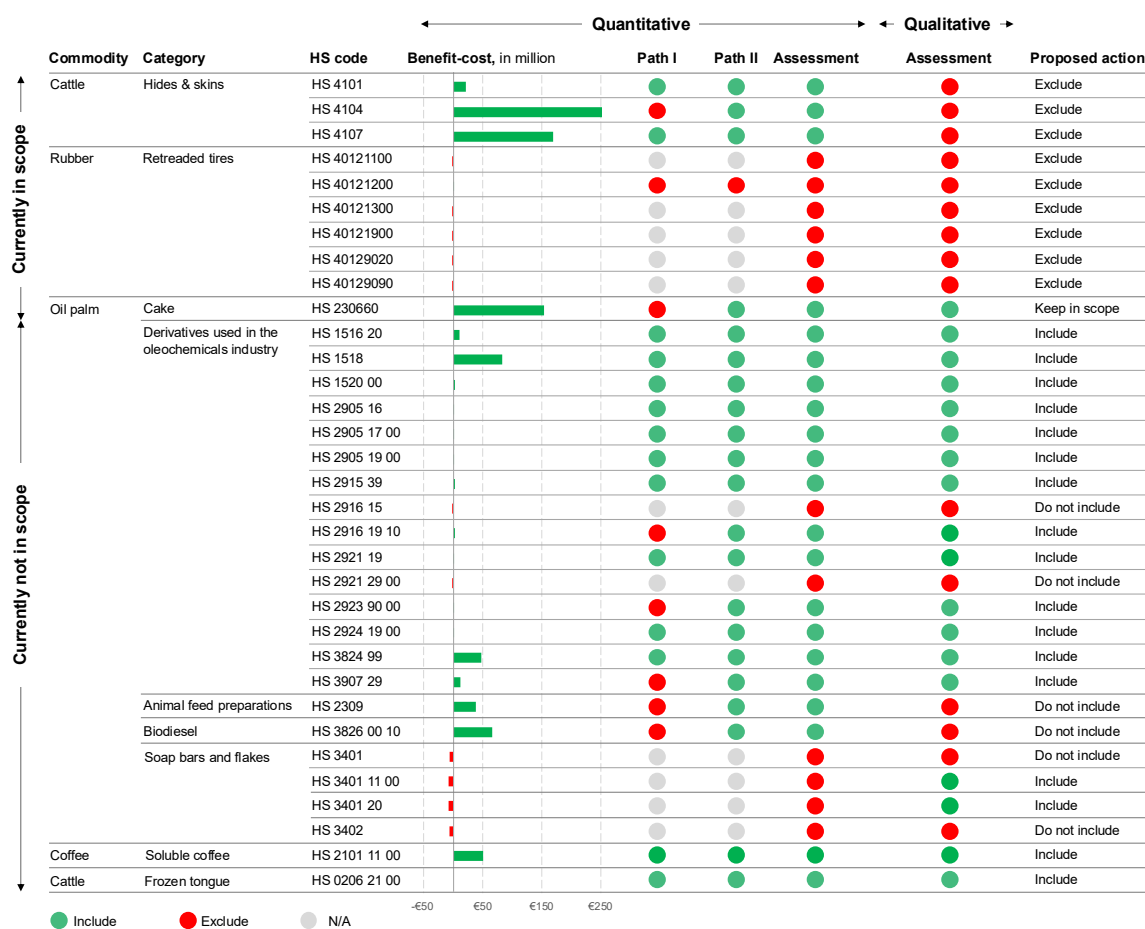 Quantitative Qualitative
Commodity Category HS code Benefit-cost, in million Path I Path II Assessment Assessment Proposed action
Currently in scope
Cattle Hides & skins HS 4101 Exclude
HS 4104 Exclude
HS 4107 Exclude
Rubber Retreaded tires HS 40121100 Exclude
HS 40121200 Exclude
HS 40121300 Exclude
HS 40121900 Exclude
HS 40129020 Exclude
HS 40129090 Exclude
Oil palm Cake HS 230660 Keep in scope
Currently not in scope
Derivatives used in the HS 1516 20 Include
oleochemicals industry HS 1518 Include
HS 1520 00 Include
HS 2905 16 Include
HS 2905 17 00 Include
HS 2905 19 00 Include
HS 2915 39 Include
HS 2916 15 Do not include
HS 2916 19 10 Include
HS 2921 19 Include
HS 2921 29 00 Do not include
HS 2923 90 00 Include
HS 2924 19 00 Include
HS 3824 99 Include
HS 3907 29 Include
Animal feed preparations HS 2309 Do not include
Biodiesel HS 3826 00 10 Do not include
Soap bars and flakes HS 3401 Do not include
HS 3401 11 00 Include
HS 3401 20 Include
HS 3402 Do not include
Coffee Soluble coffee HS 2101 11 00 Include
Cattle Frozen tongue HS 0206 21 00 Include
-€50 €50 €150 €250
Include Exclude N/A